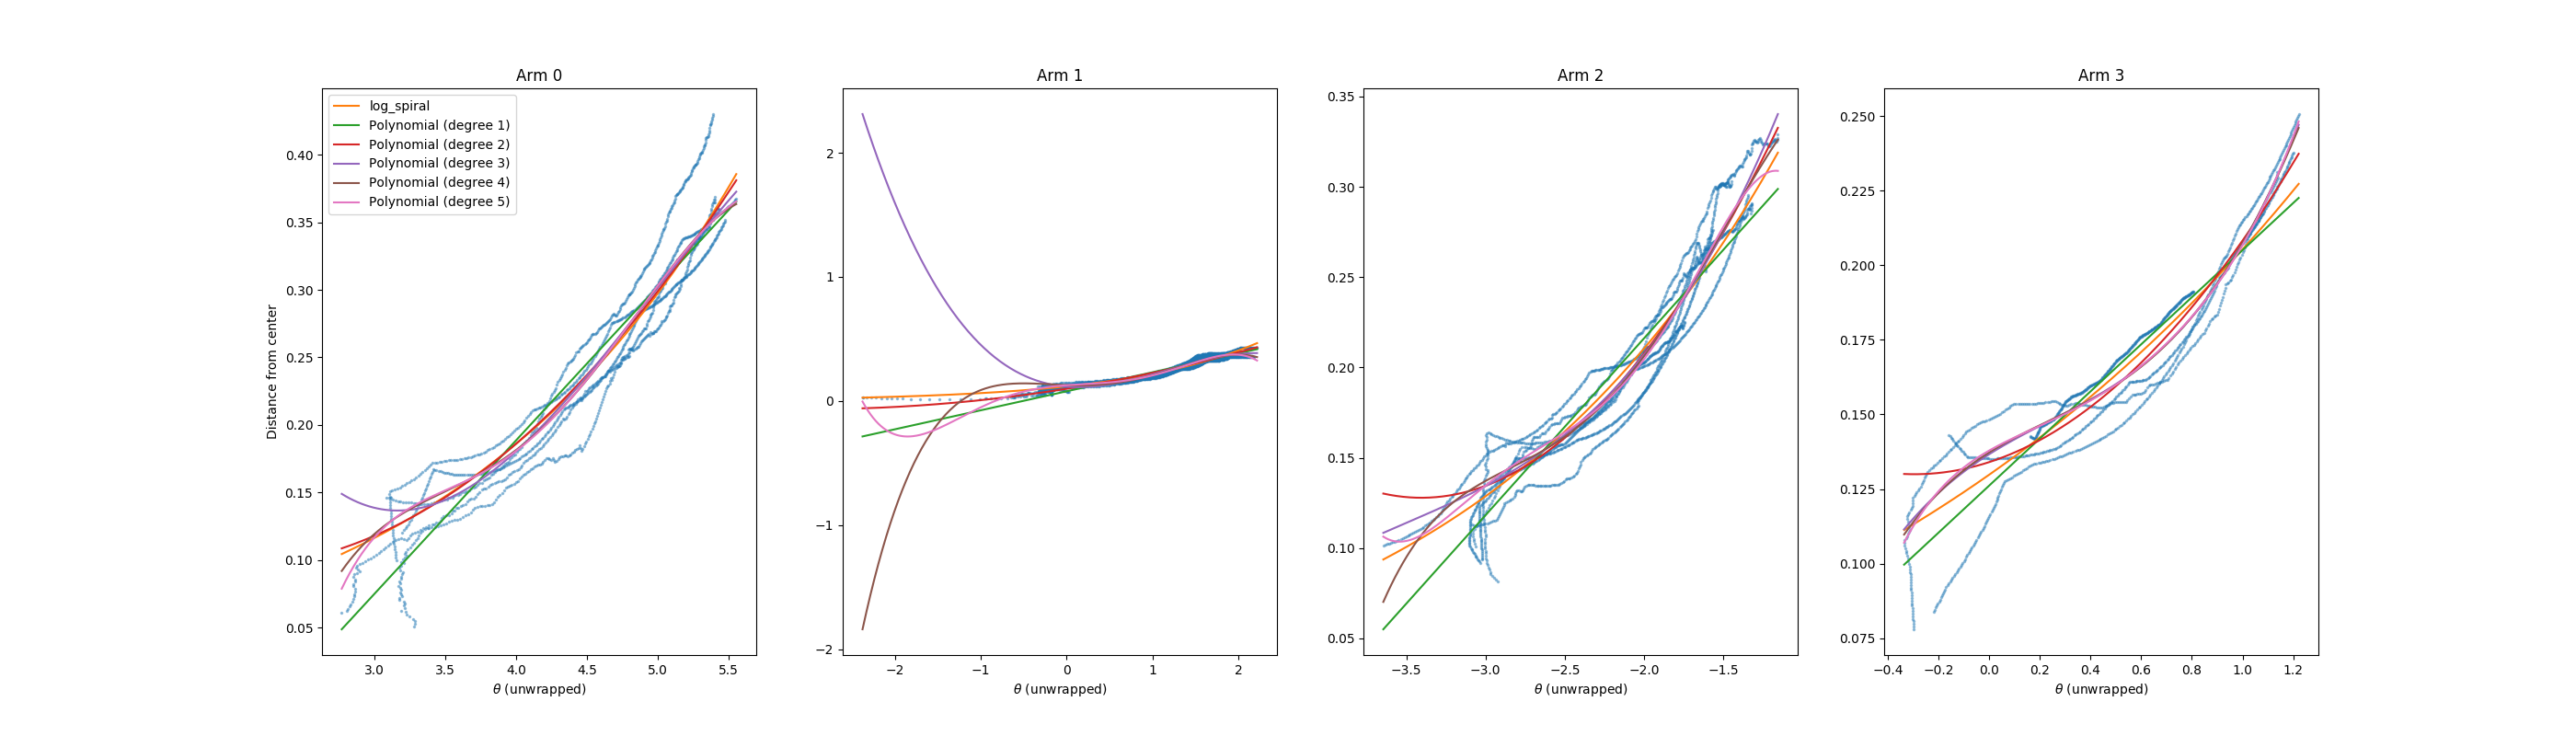 Arm 0
log_spiral
Polynomial (degree 1)
Polynomial (degree 2)
Polynomial (degree 3)
Polynomial (degree 4)
Polynomial (degree 5)
Distance from center
0.40
0.35
0.30
0.25
0.20
0.15
0.10
0.05
3.0 3.5 4.0 4.5 5.0 5.5
θ (unwrapped)
Arm 1
2
1
0
−1
−2
−2 −1 0 1 2
θ (unwrapped)
Arm 2
0.35
0.30
0.25
0.20
0.15
0.10
0.05
−3.5 −3.0 −2.5 −2.0 −1.5
θ (unwrapped)
Arm 3
0.250
0.225
0.200
0.175
0.150
0.125
0.100
0.075
−0.4 −0.2 0.0 0.2 0.4 0.6 0.8 1.0 1.2
θ (unwrapped)